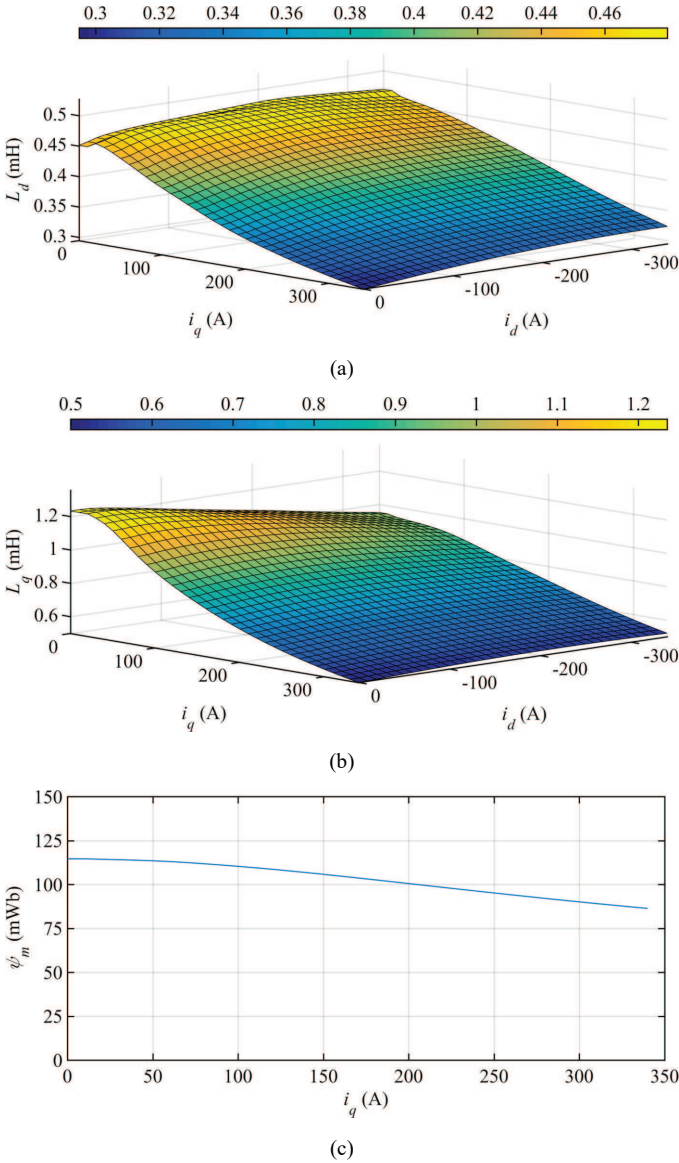 0.3 0.32 0.34 0.36 0.38 0.4 0.42 0.44 0.46
0.5
0.45
0.4
0.35
0.3
L_d (mH)
0 100 200 300
i_q (A)
0 -100 -200 -300
i_d (A)
(a)
0.5 0.6 0.7 0.8 0.9 1 1.1 1.2
1.2
1
0.8
0.6
L_q (mH)
0 100 200 300
i_q (A)
0 -100 -200 -300
i_d (A)
(b)
150
125
100
75
50
25
0
ψ_m (mWb)
0 50 100 150 200 250 300 350
i_q (A)
(c)